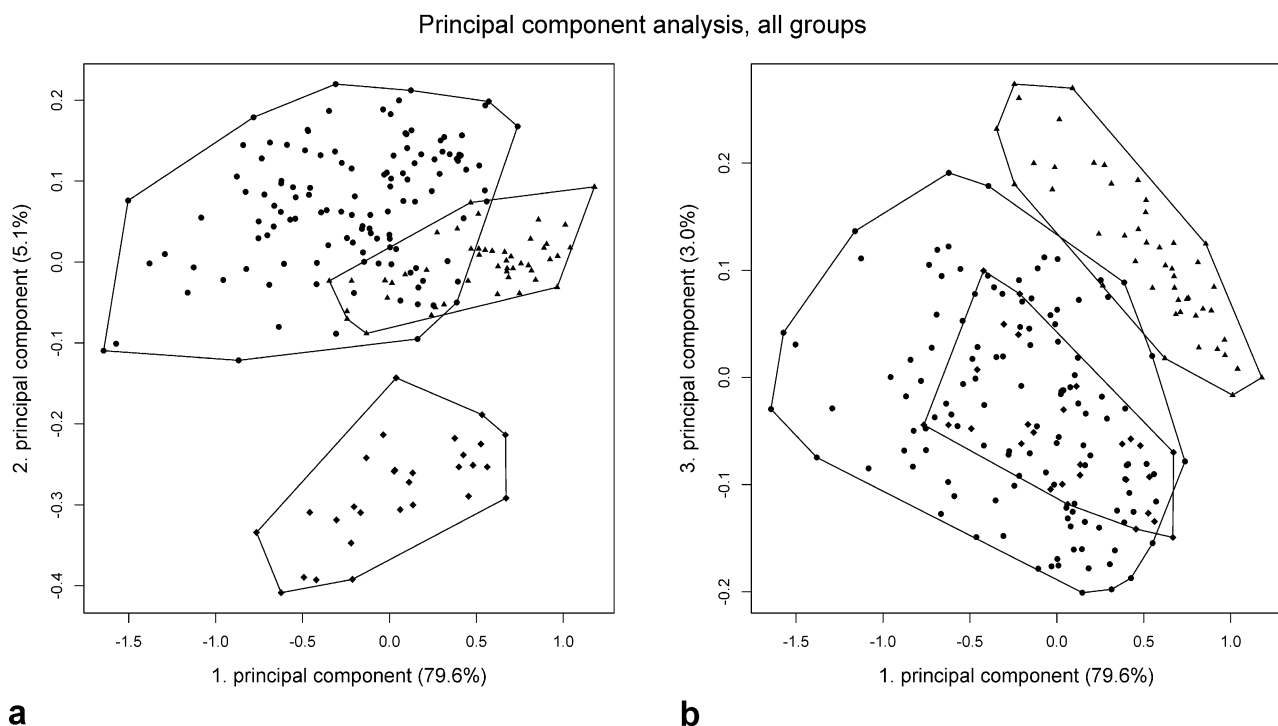 Principal component analysis, all groups
2. principal component (5.1%)
0.2
0.1
0.0
-0.1
-0.2
-0.3
-0.4
-1.5 -1.0 -0.5 0.0 0.5 1.0
1. principal component (79.6%)
a
3. principal component (3.0%)
0.2
0.1
0.0
-0.1
-0.2
-1.5 -1.0 -0.5 0.0 0.5 1.0
1. principal component (79.6%)
b